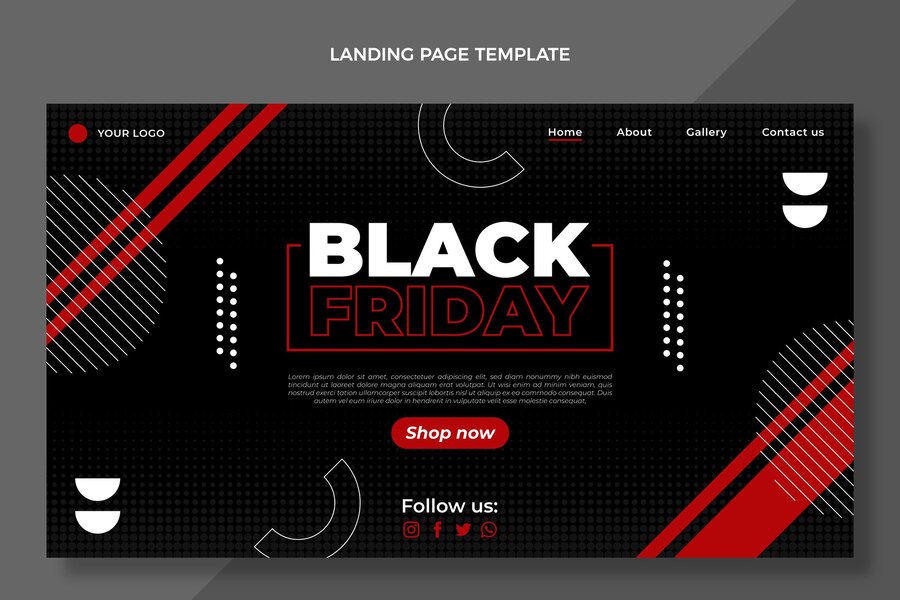 LANDING PAGE TEMPLATE
YOUR LOGO
Home About Gallery Contact us
BLACK
FRIDAY
Lorem ipsum dolor sit amet, consectetuer adipiscing elit, sed diam nonummy nibh euismod
tincidunt ut laoreet dolore magna aliquam erat volutpat. Ut wisi enim ad minim veniam, quis
nostrud exerci tation ullamcorper suscipit lobortis nisl ut aliquip ex ea commodo consequat. Duis
autem vel eum iriure dolor in hendrerit in vulputate velit esse molestie consequat,
Shop now
Follow us: